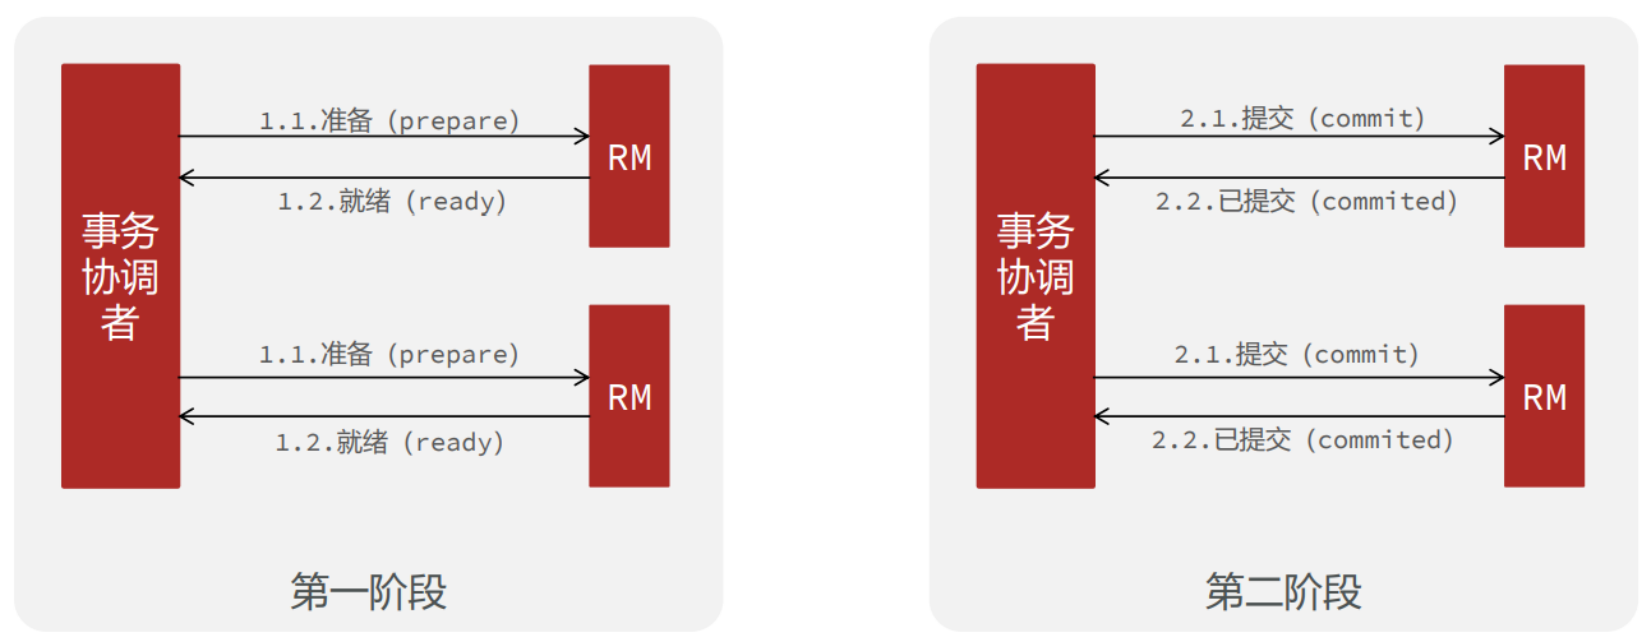 1.1.准备 (prepare)
RM
1.2.就绪 (ready)
事务
协调
者
1.1.准备 (prepare)
RM
1.2.就绪 (ready)
第一阶段
2.1.提交 (commit)
RM
2.2.已提交 (commited)
事务
协调
者
2.1.提交 (commit)
RM
2.2.已提交 (commited)
第二阶段